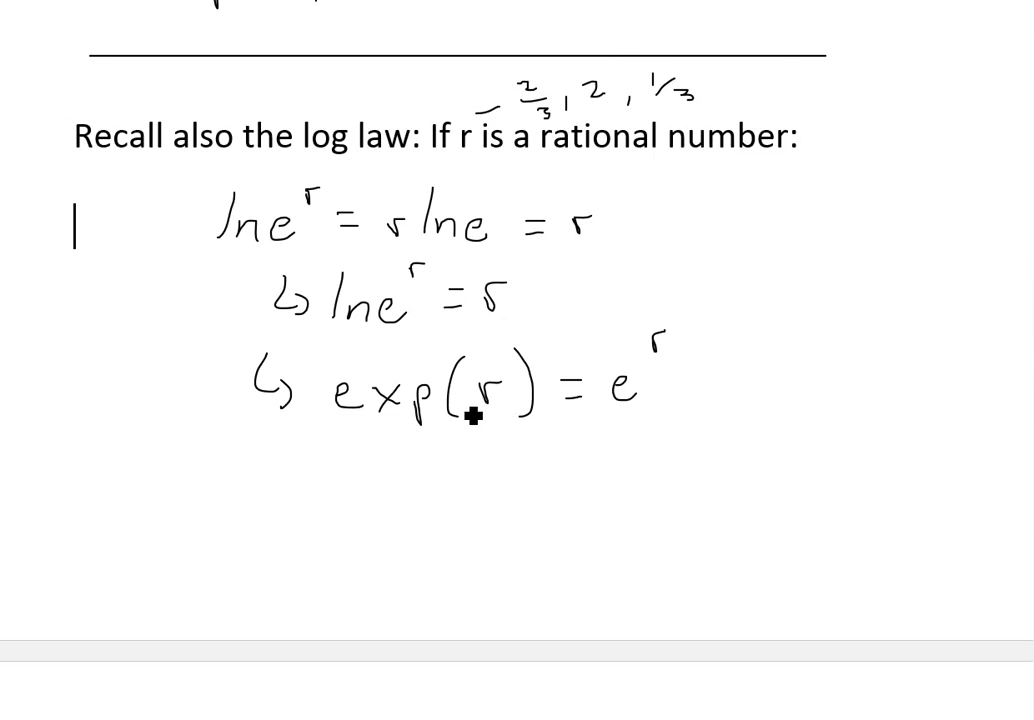 - 2/3, 2, 1/3
Recall also the log law: If r is a rational number:
ln e^r = r ln e = r
↳ ln e^r = r
↳ exp(r) = e^r